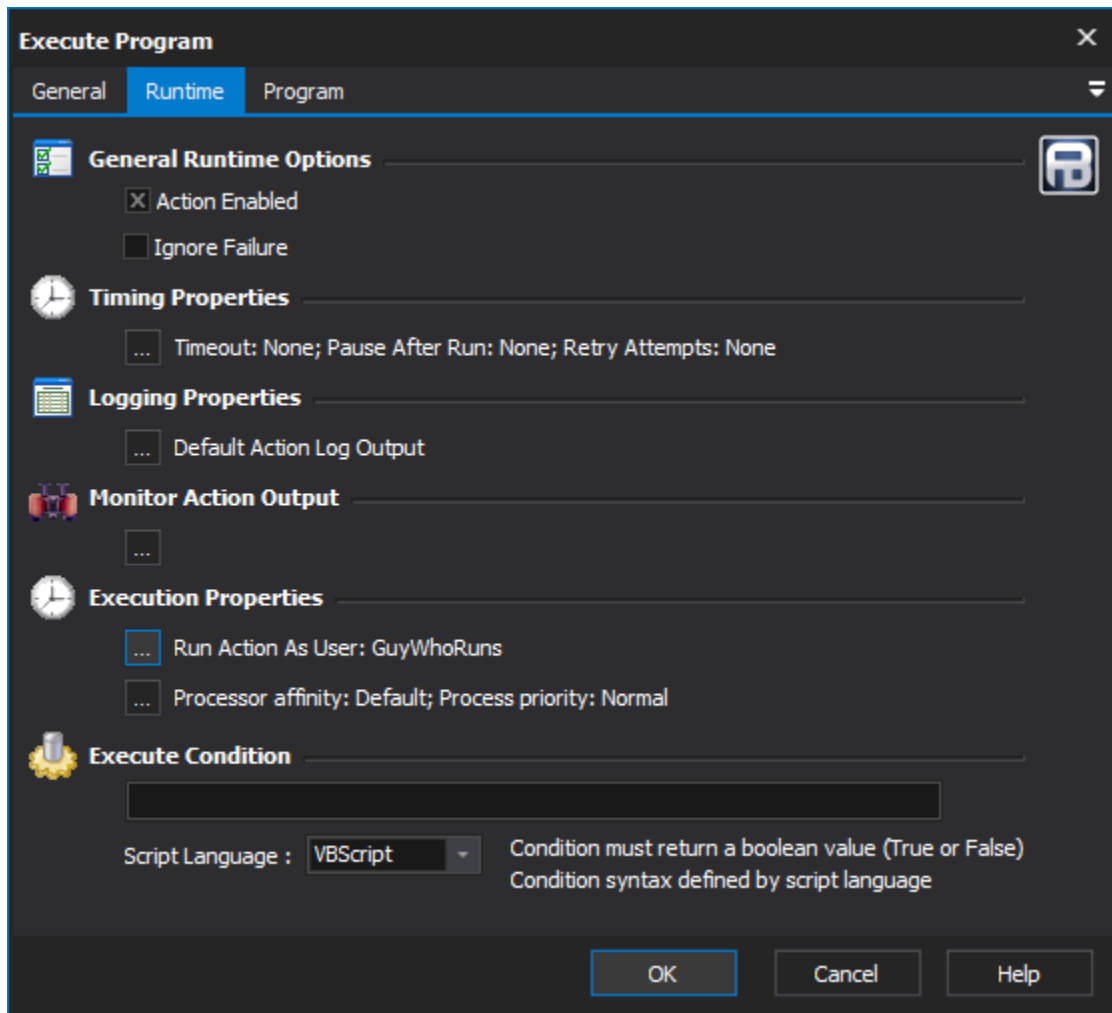 Execute Program
General Runtime Program
General Runtime Options
Action Enabled
Ignore Failure
Timing Properties
... Timeout: None; Pause After Run: None; Retry Attempts: None
Logging Properties
... Default Action Log Output
Monitor Action Output
...
Execution Properties
... Run Action As User: GuyWhoRuns
... Processor affinity: Default; Process priority: Normal
Execute Condition
Script Language : VBScript Condition must return a boolean value (True or False)
Condition syntax defined by script language
OK Cancel Help